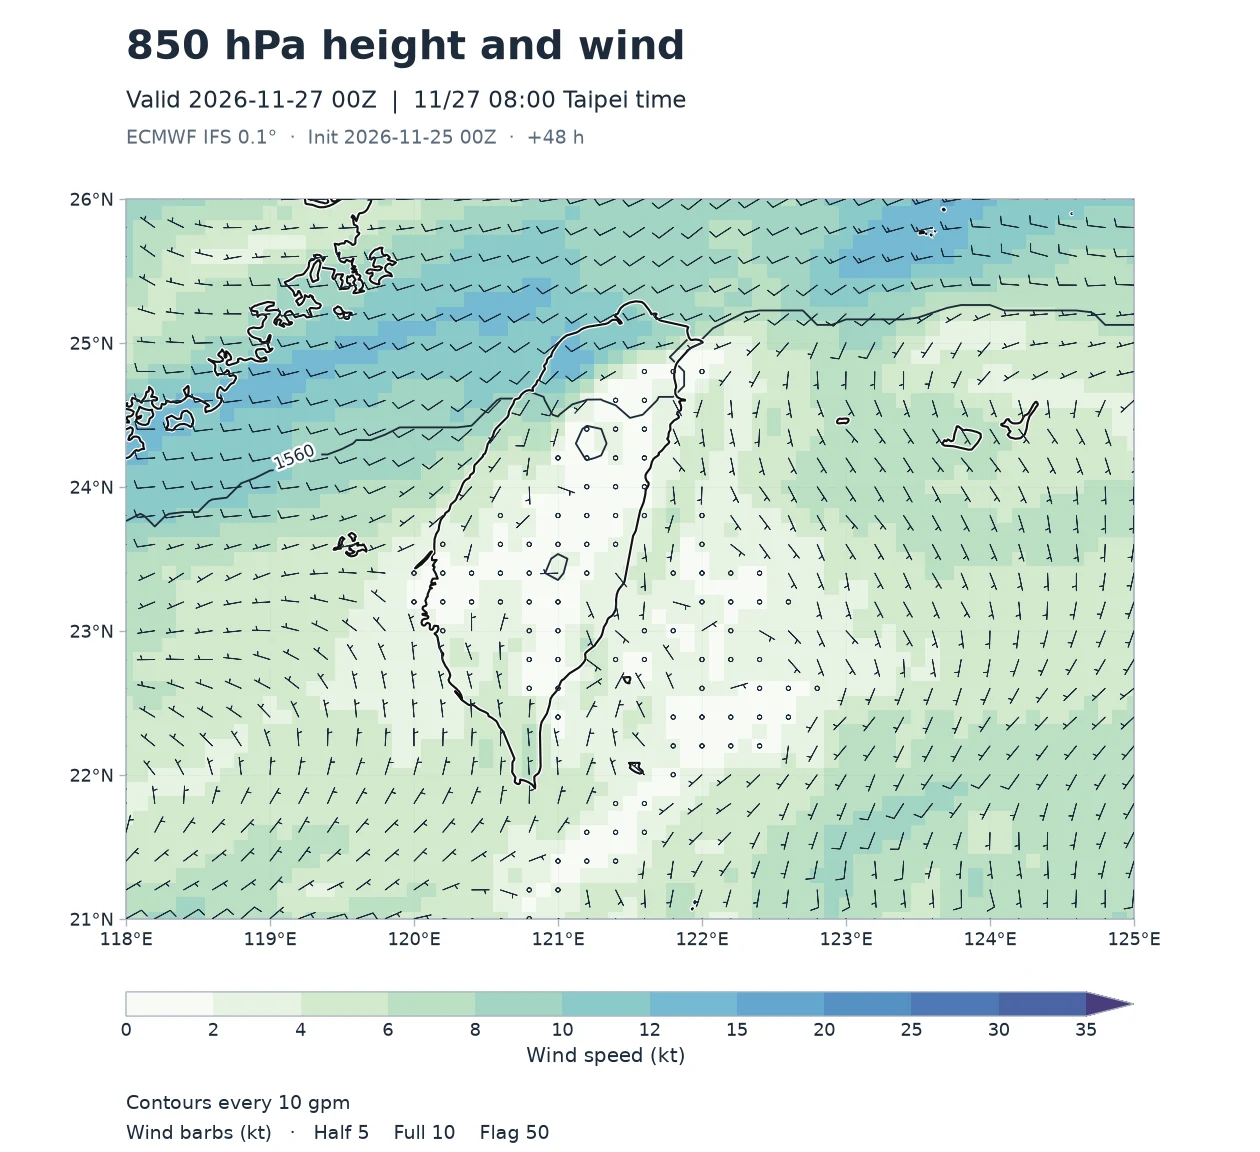 850 hPa height and wind
Valid 2026-11-27 00Z | 11/27 08:00 Taipei time
ECMWF IFS 0.1° · Init 2026-11-25 00Z · +48 h
26°N
25°N
24°N
23°N
22°N
21°N
1560
118°E 119°E 120°E 121°E 122°E 123°E 124°E 125°E
0 2 4 6 8 10 12 15 20 25 30 35
Wind speed (kt)
Contours every 10 gpm
Wind barbs (kt) · Half 5 Full 10 Flag 50